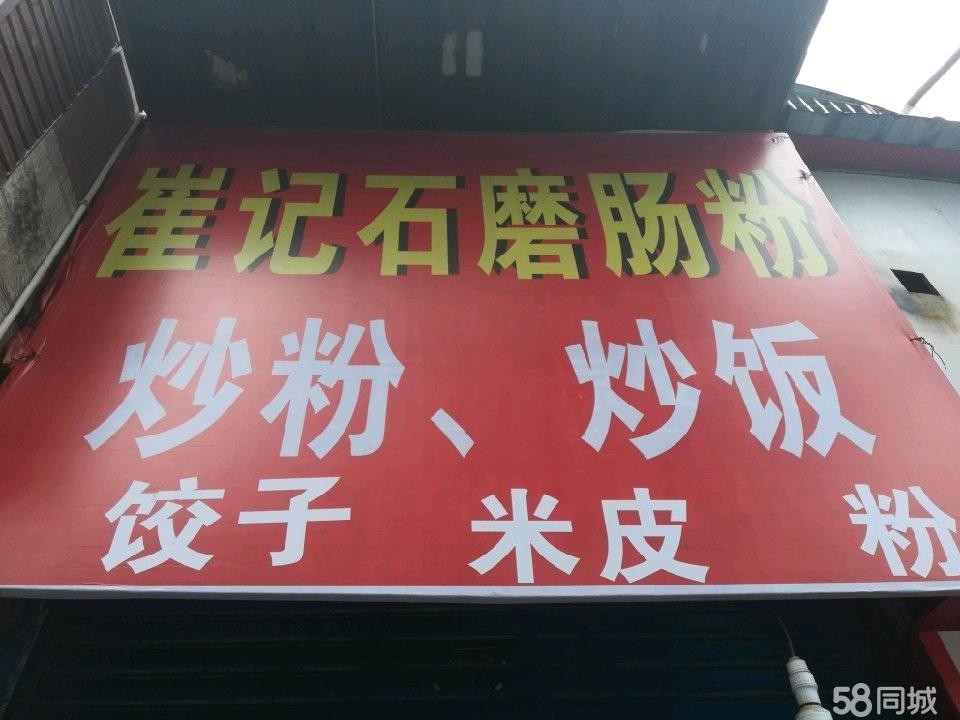 崔记石磨肠粉
炒粉、炒饭
饺子 米皮 粉
58同城